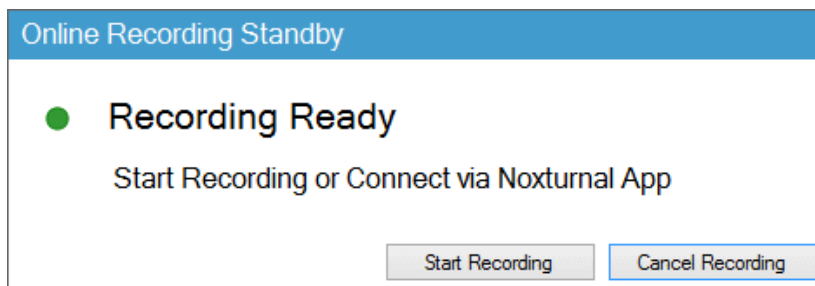 Online Recording Standby
Recording Ready
Start Recording or Connect via Noxturnal App
Start Recording Cancel Recording